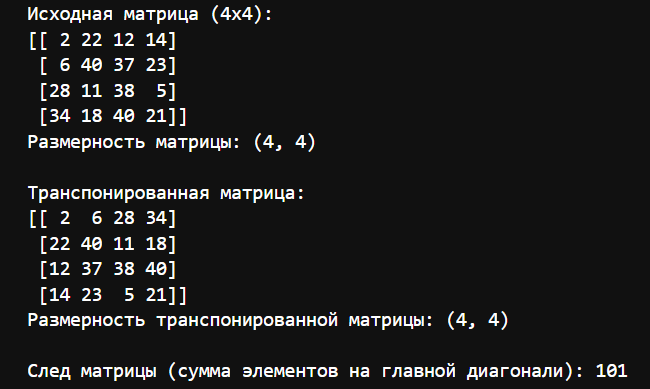 Исходная матрица (4x4):
[[ 2 22 12 14]
 [ 6 40 37 23]
 [28 11 38  5]
 [34 18 40 21]]
Размерность матрицы: (4, 4)

Транспонированная матрица:
[[ 2  6 28 34]
 [22 40 11 18]
 [12 37 38 40]
 [14 23  5 21]]
Размерность транспонированной матрицы: (4, 4)

След матрицы (сумма элементов на главной диагонали): 101